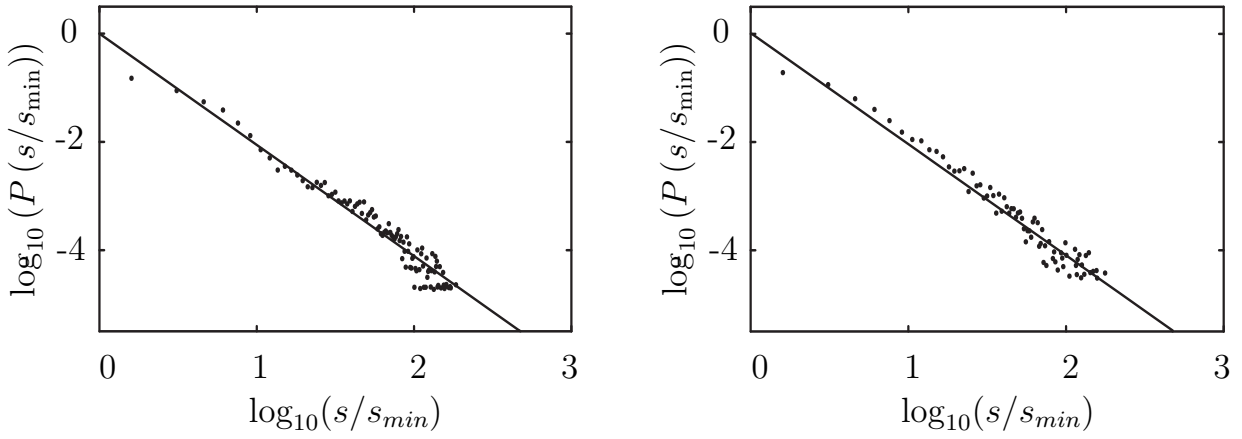 log10 (P (s/smin))
0
-2
-4
0 1 2 3
log10(s/smin)
log10 (P (s/smin))
0
-2
-4
0 1 2 3
log10(s/smin)